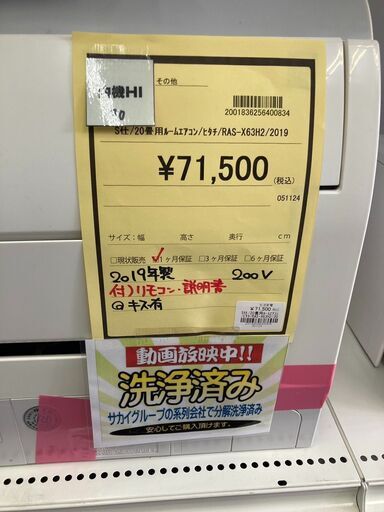 内機HI
10
その他
2001836256400834
S仕/20畳用ルームエアコン/ヒタチ/RAS-X63H2/2019
¥71,500
(税込)
051124
サイズ:幅 高さ 奥行 cm
□現状販売 □1ヶ月保証 □3ヶ月保証 □6ヶ月保証
2019年製 200V
付)リモコン・説明書
@キズ有
¥71,500
動画放映中!!
洗浄済み
サカイグループの系列会社で分解洗浄済み
安心してご購入頂けます。